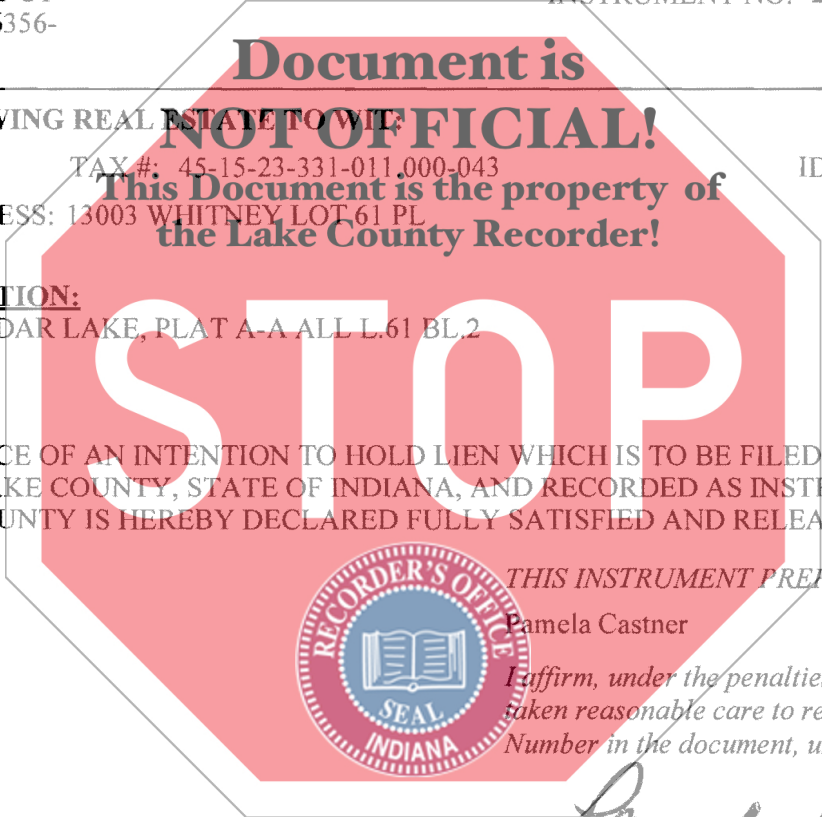 356-
INSTRUMENT NO:
Document is
VING REAL ESTATE TO WIT:
NOT OFFICIAL!
TAX #: 45-15-23-331-011.000-043
ID
This Document is the property of
ESS: 13003 WHITNEY LOT 61 PL
the Lake County Recorder!
TION:
DAR LAKE, PLAT A-A ALL L.61 BL.2
STOP
CE OF AN INTENTION TO HOLD LIEN WHICH IS TO BE FILED
KE COUNTY, STATE OF INDIANA, AND RECORDED AS INST
UNTY IS HEREBY DECLARED FULLY SATISFIED AND RELEA
RECORDER'S OFFICE
SEAL
INDIANA
THIS INSTRUMENT PREP
Pamela Castner
I affirm, under the penaltie
taken reasonable care to re
Number in the document, u